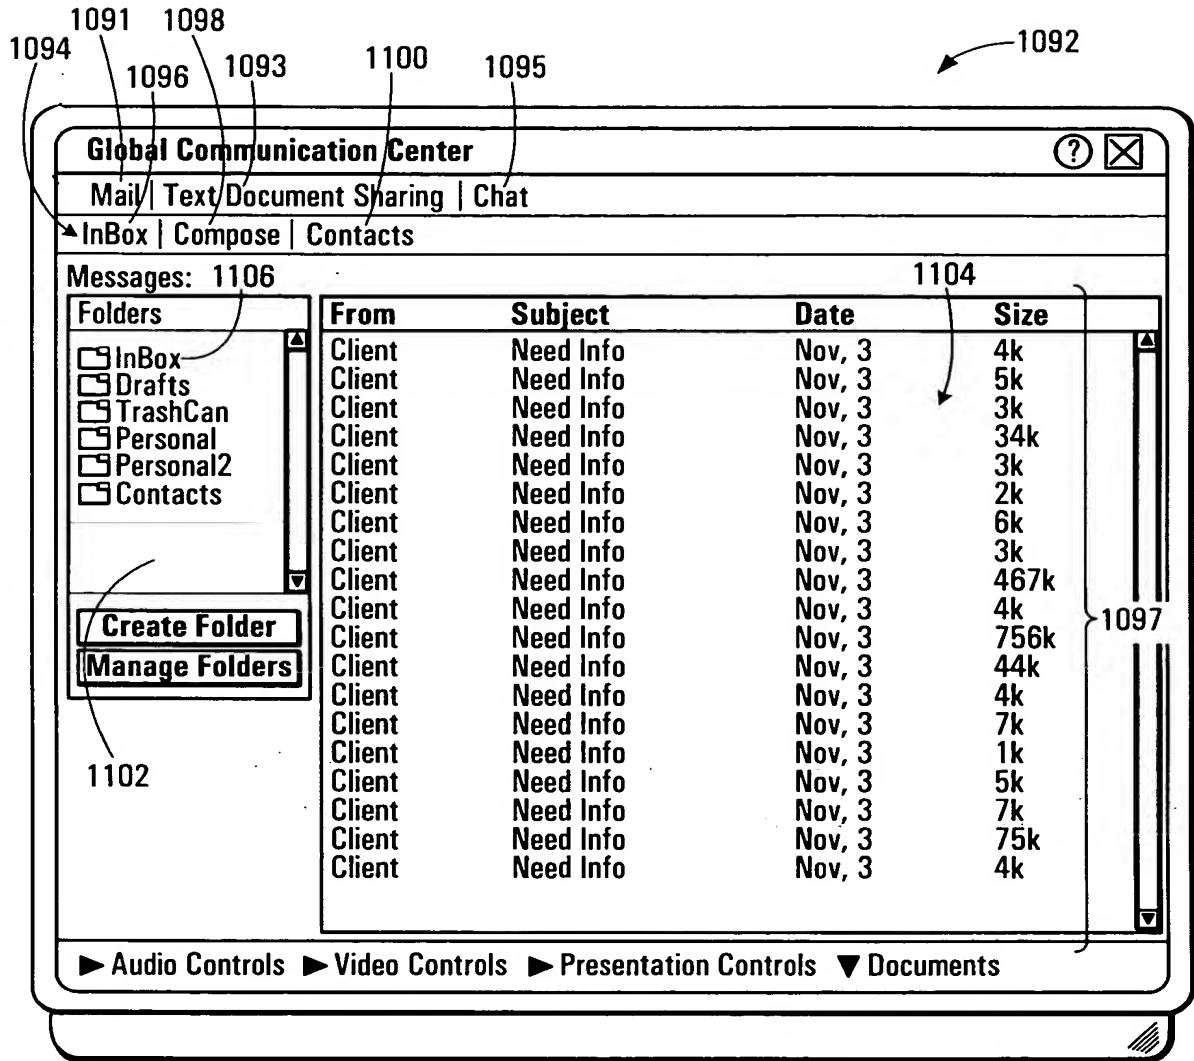 1091 1098
1094 1096 1093 1100 1095 1092
Global Communication Center ?
Mail | Text Document Sharing | Chat
InBox | Compose | Contacts
Messages: 1106 1104
Folders
InBox
Drafts
TrashCan
Personal
Personal2
Contacts
Create Folder
Manage Folders
1102
From Subject Date Size
Client Need Info Nov, 3 4k
Client Need Info Nov, 3 5k
Client Need Info Nov, 3 3k
Client Need Info Nov, 3 34k
Client Need Info Nov, 3 3k
Client Need Info Nov, 3 2k
Client Need Info Nov, 3 6k
Client Need Info Nov, 3 3k
Client Need Info Nov, 3 467k
Client Need Info Nov, 3 4k
Client Need Info Nov, 3 756k
Client Need Info Nov, 3 44k
Client Need Info Nov, 3 4k
Client Need Info Nov, 3 7k
Client Need Info Nov, 3 1k
Client Need Info Nov, 3 5k
Client Need Info Nov, 3 7k
Client Need Info Nov, 3 75k
Client Need Info Nov, 3 4k
1097
▶ Audio Controls ▶ Video Controls ▶ Presentation Controls ▼ Documents